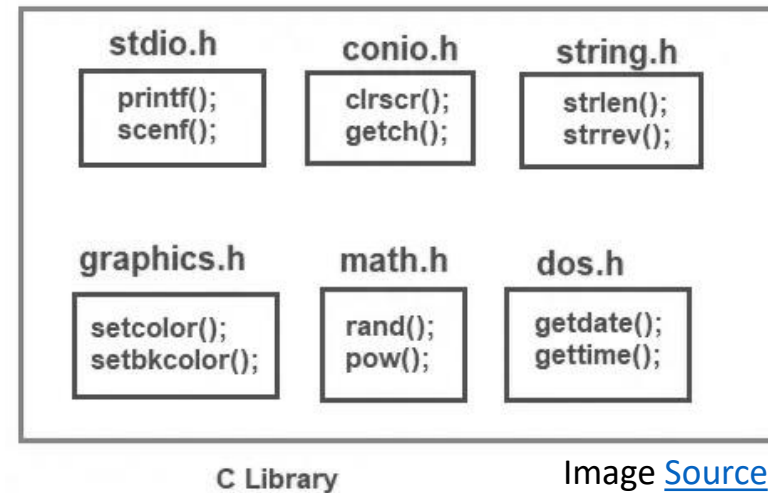 stdio.h
printf();
scenf();
conio.h
clrscr();
getch();
string.h
strlen();
strrev();
graphics.h
setcolor();
setbkcolor();
math.h
rand();
pow();
dos.h
getdate();
gettime();
C Library
Image Source